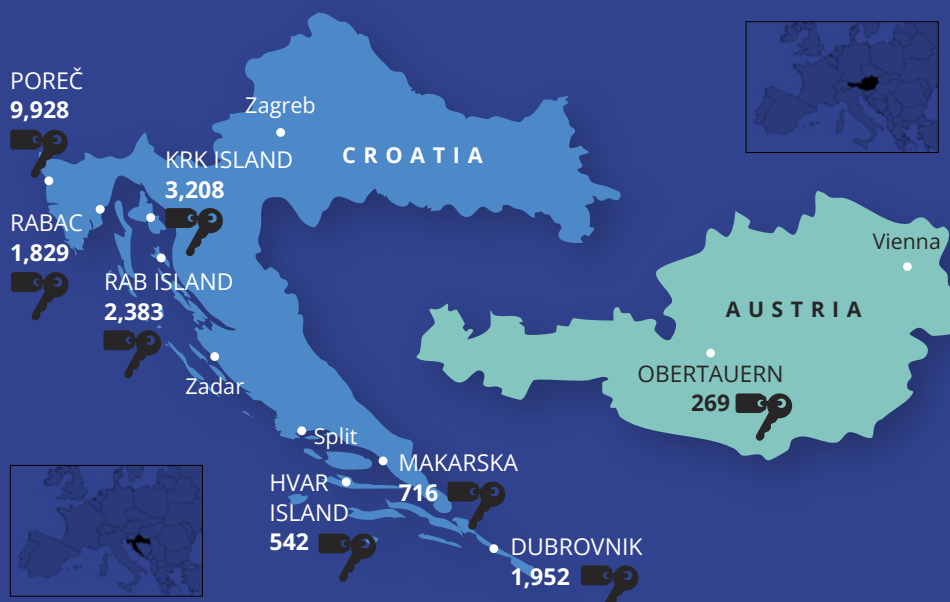 POREČ
9,928
Zagreb
CROATIA
KRK ISLAND
3,208
RABAC
1,829
RAB ISLAND
2,383
Zadar
Split
MAKARSKA
716
HVAR
ISLAND
542
DUBROVNIK
1,952
Vienna
AUSTRIA
OBERTAUERN
269